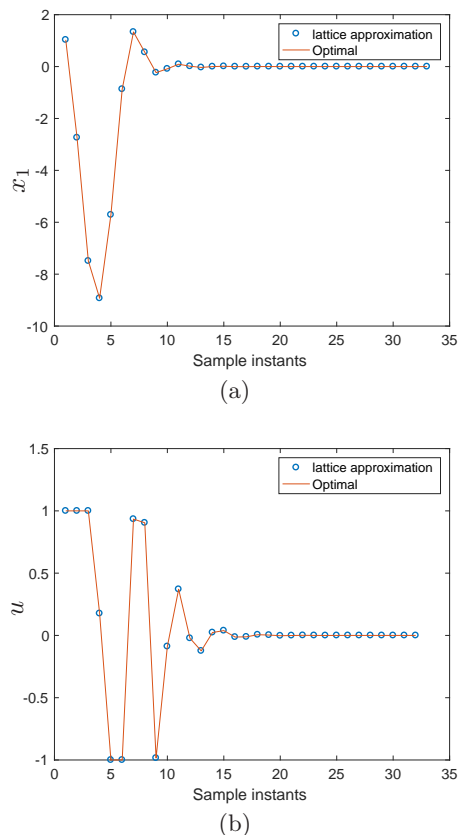 lattice approximation
Optimal
2
0
-2
-4
-6
-8
-10
x1
0 5 10 15 20 25 30 35
Sample instants
(a)
lattice approximation
Optimal
1.5
1
0.5
0
-0.5
-1
u
0 5 10 15 20 25 30 35
Sample instants
(b)